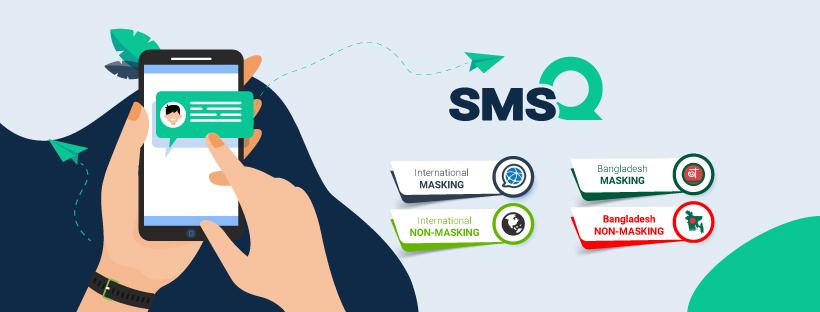 SMSQ
International
MASKING
Bangladesh
MASKING
International
NON-MASKING
Bangladesh
NON-MASKING